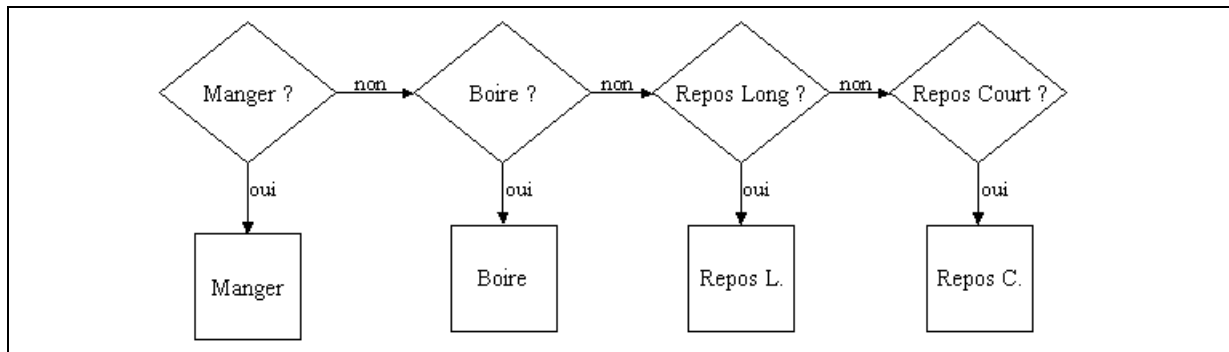 Manger ?
non
Boire ?
non
Repos Long ?
non
Repos Court ?
oui
oui
oui
oui
Manger
Boire
Repos L.
Repos C.